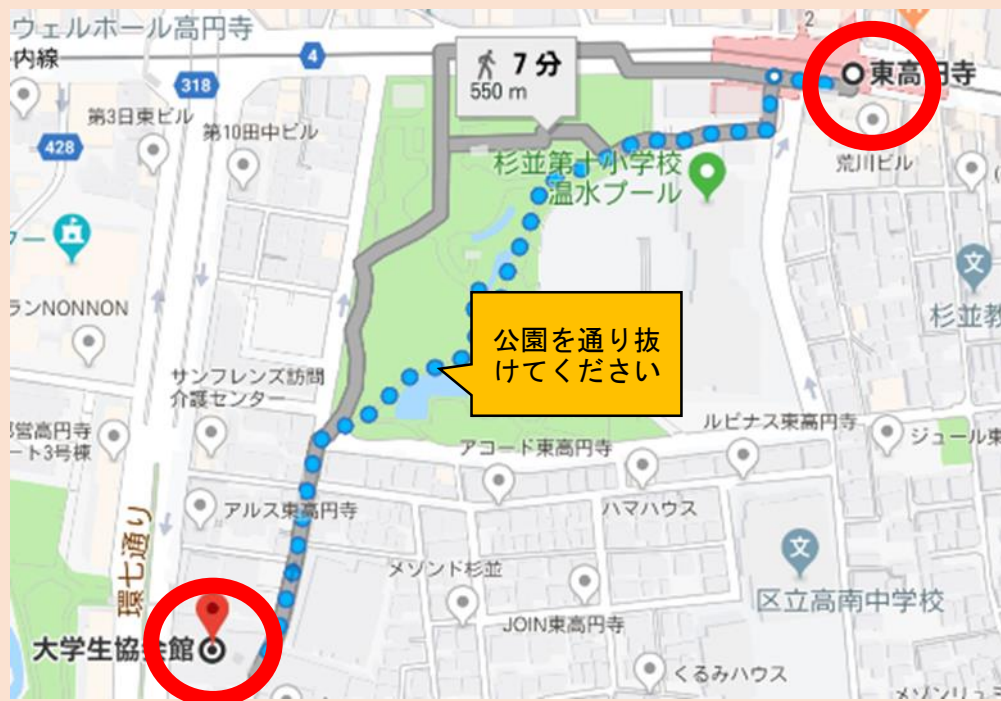 ウェルホール高円寺
内線
4
318
428
第3日東ビル
第10田中ビル
7 分
550 m
2
東高円寺
荒川ビル
杉並第十小学校
温水プール
杉並教
ランNONNON
サンフレンズ訪問
介護センター
公園を通り抜
けてください
営高円寺
ート3号棟
アコード東高円寺
ルビナス東高円寺
ジュール東
アルス東高円寺
ハマハウス
環七通り
メゾンド杉並
JOIN東高円寺
区立高南中学校
大学生協会館
くるみハウス